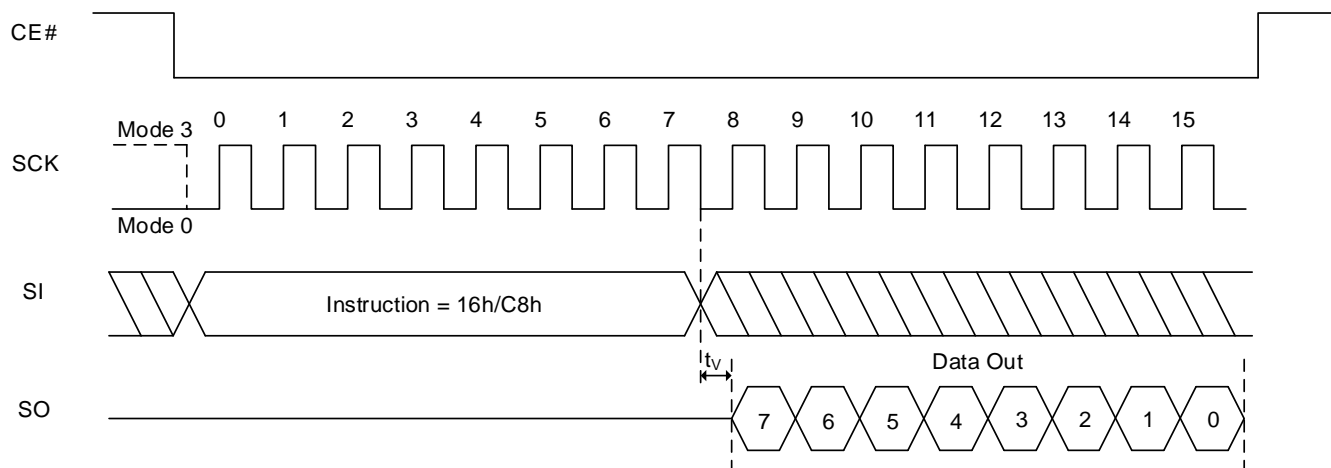 CE#
SCK
Mode 3
0 1 2 3 4 5 6 7 8 9 10 11 12 13 14 15
Mode 0
SI
Instruction = 16h/C8h
tV
Data Out
SO
7 6 5 4 3 2 1 0